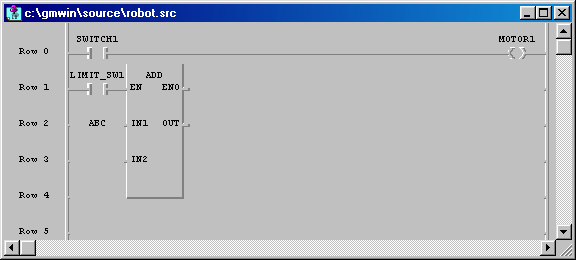 c:\gmwin\source\robot.src
SWITCH1 MOTOR1
Row 0
LIMIT_SW1 ADD
Row 1 EN ENO
Row 2 ABC IN1 OUT
Row 3 IN2
Row 4
Row 5